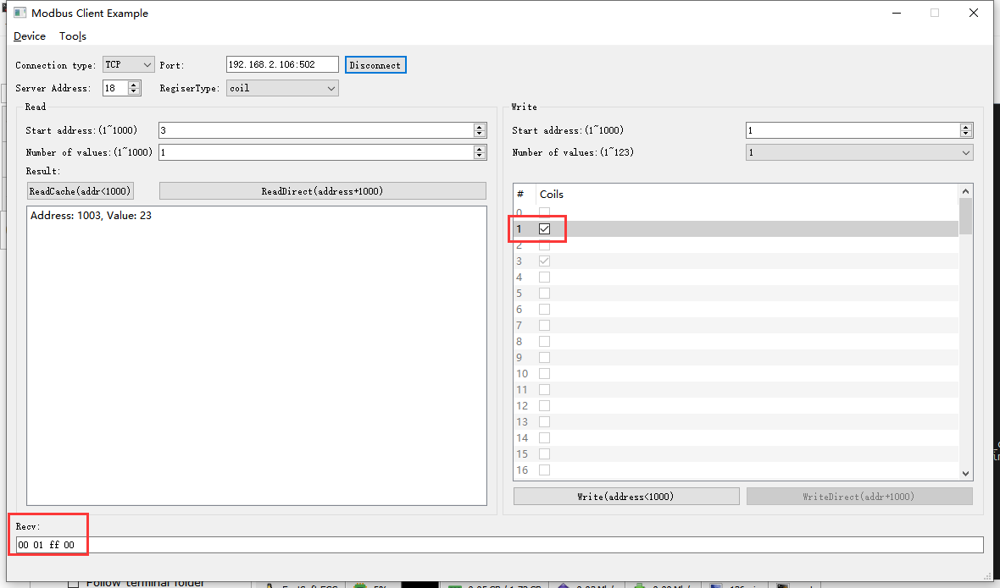 Modbus Client Example
Device Tools
Connection type: TCP Port: 192.168.2.106:502 Disconnect
Server Address: 18 RegiserType: coil
Read
Start address:(1~1000) 3
Number of values:(1~1000) 1
Result:
ReadCache(addr<1000) ReadDirect(address+1000)
Address: 1003, Value: 23
Write
Start address:(1~1000) 1
Number of values:(1~123) 1
# Coils
0
1
2
3
4
5
6
7
8
9
10
11
12
13
14
15
16
Write(address<1000) WriteDirect(addr+1000)
Recv:
00 01 ff 00
Follow terminal folder